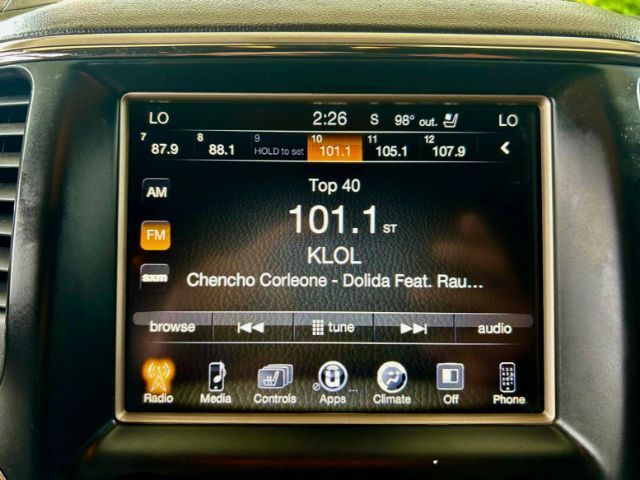 LO 2:26 S 98° out. LO
7 8 9 10 11 12
87.9 88.1 HOLD to set 101.1 105.1 107.9
Top 40
AM
101.1 ST
FM
KLOL
Chencho Corleone - Dolida Feat. Rau...
browse tune audio
Radio Media Controls Apps ... Climate Off Phone